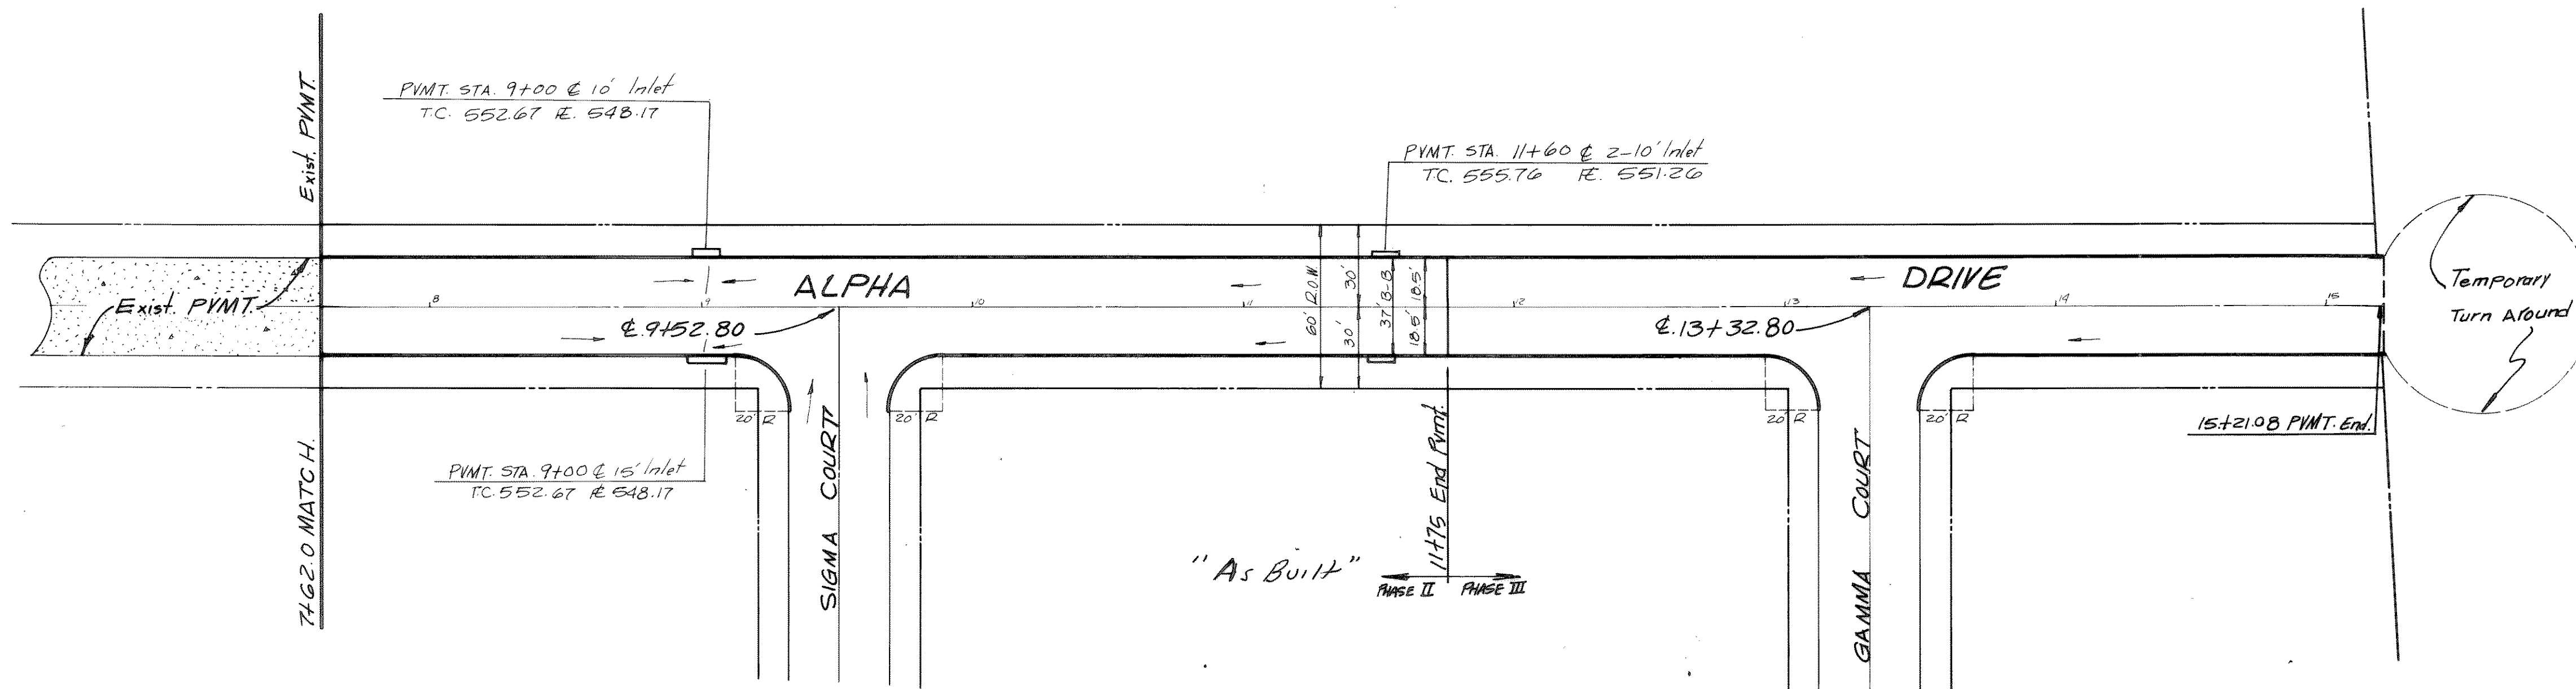 Exist. PVMT.
PVMT. STA. 9+00 ℄ 10' Inlet
T.C. 552.67 FL. 548.17
PVMT. STA. 11+60 ℄ 2-10' Inlet
T.C. 555.76 FL. 551.26
60' R.O.W.
30'
30'
37' B-B
18.5'
18.5'
ALPHA
DRIVE
8
9
10
11
12
13
14
15
Exist. PVMT.
℄ 9+52.80
℄ 13+32.80
Temporary
Turn Around
20' R
20' R
20' R
20' R
15+21.08 PVMT. End.
PVMT. STA. 9+00 ℄ 15' Inlet
T.C. 552.67 FL 548.17
7+62.0 MATCH.
SIGMA COURT
11+75 End Pvmt.
GAMMA COURT
"As Built"
PHASE II
PHASE III